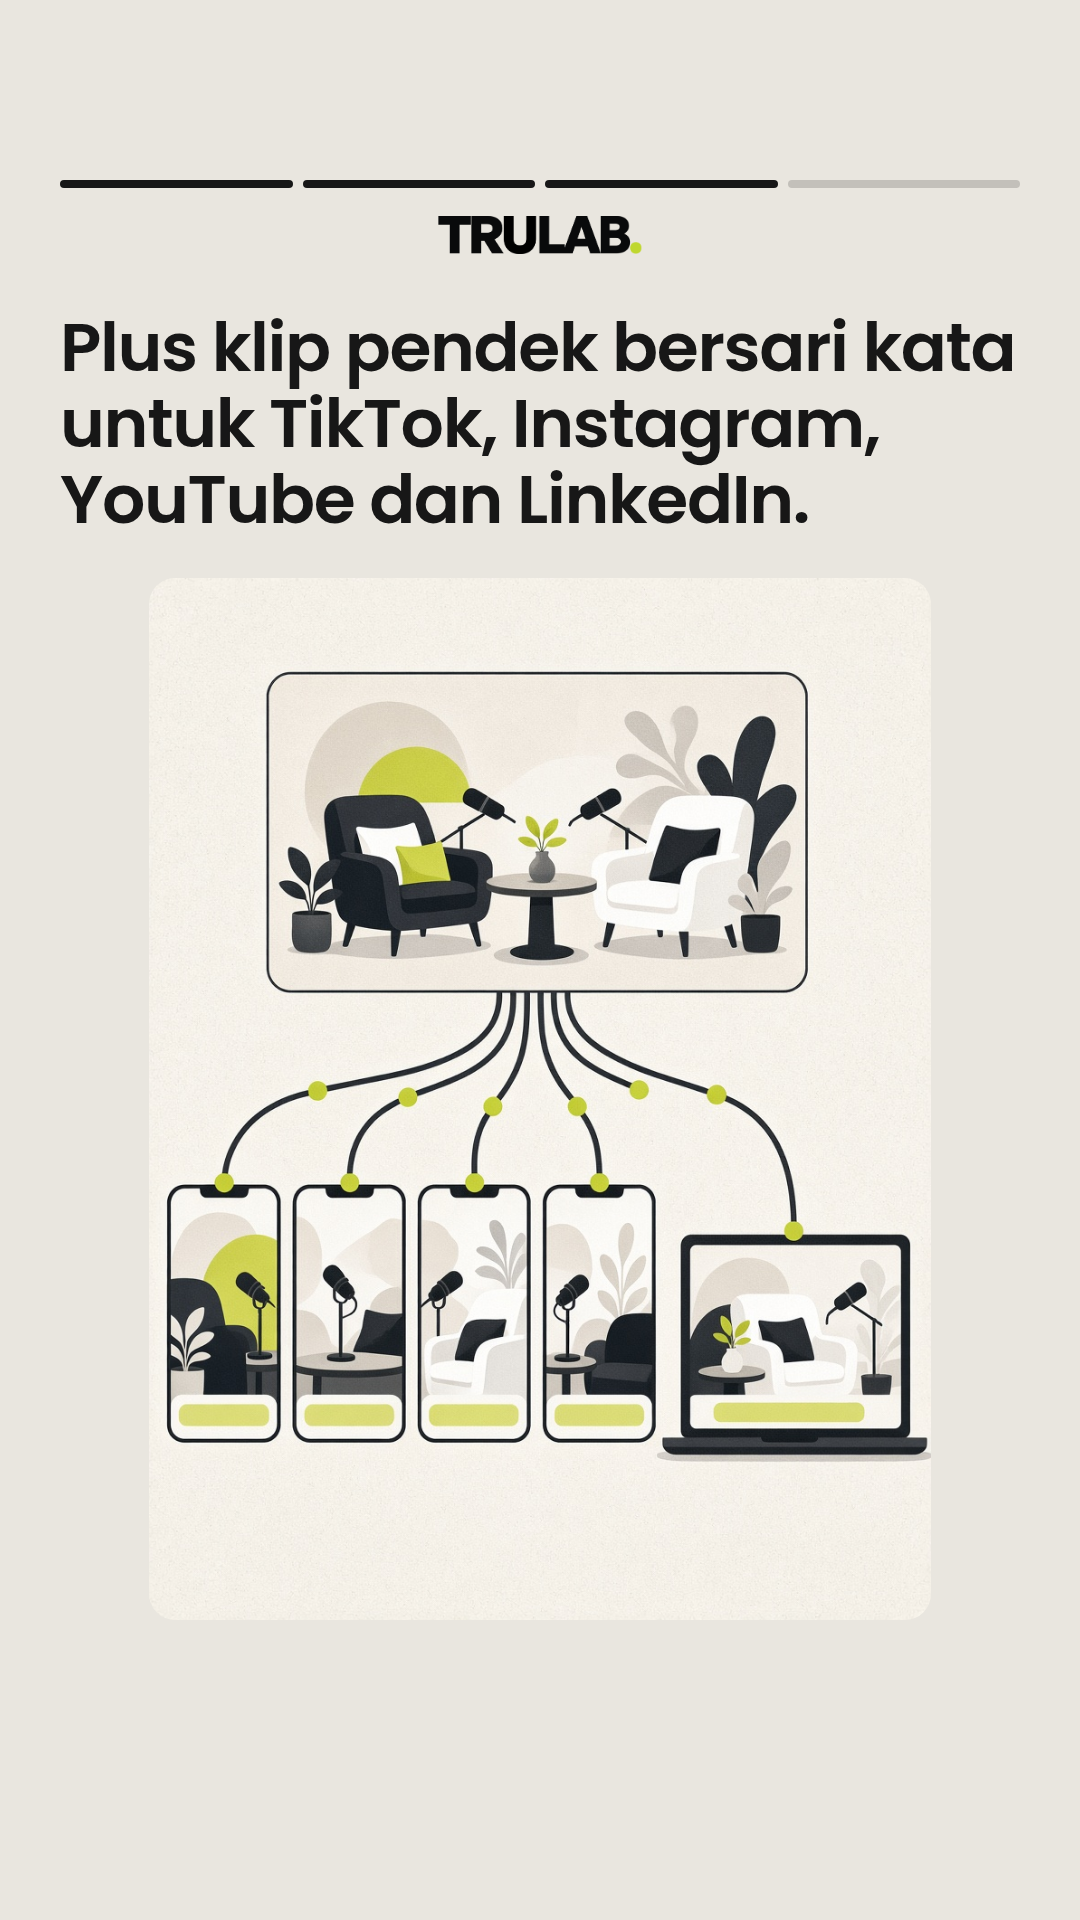 TRULAB.
Plus klip pendek bersari kata
untuk TikTok, Instagram,
YouTube dan LinkedIn.